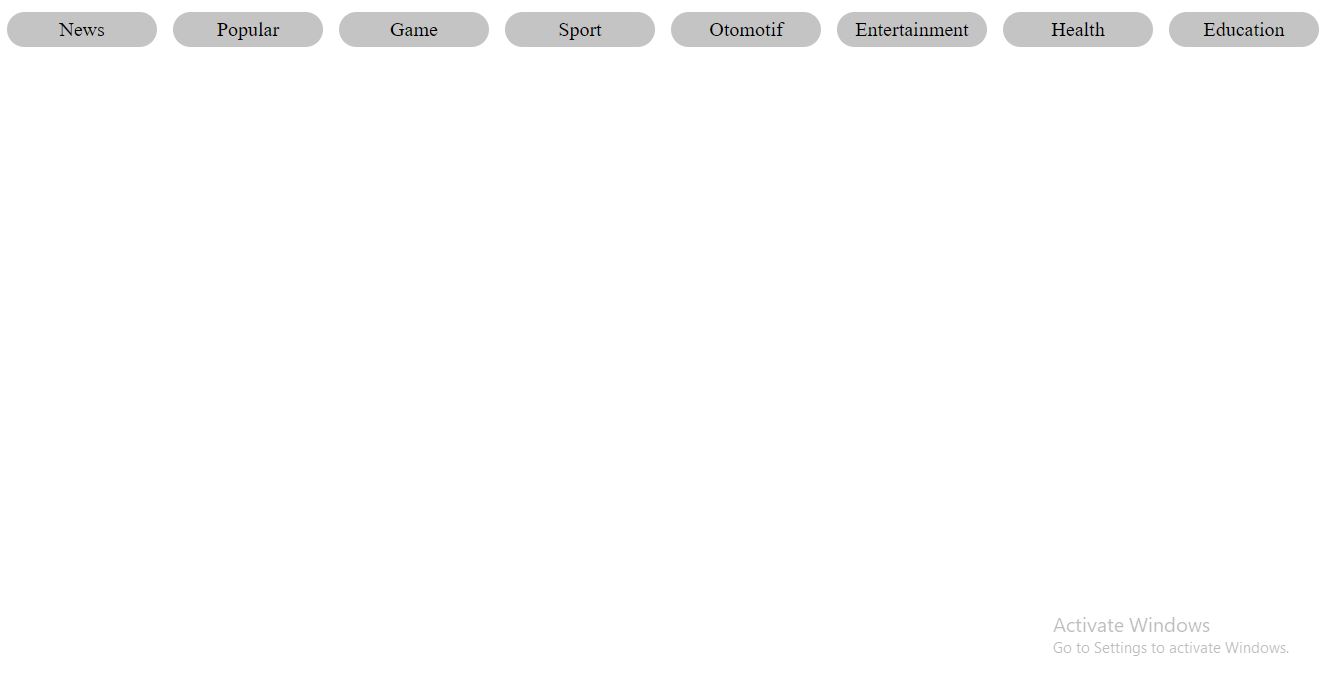 News Popular Game Sport Otomotif Entertainment Health Education
Activate Windows
Go to Settings to activate Windows.